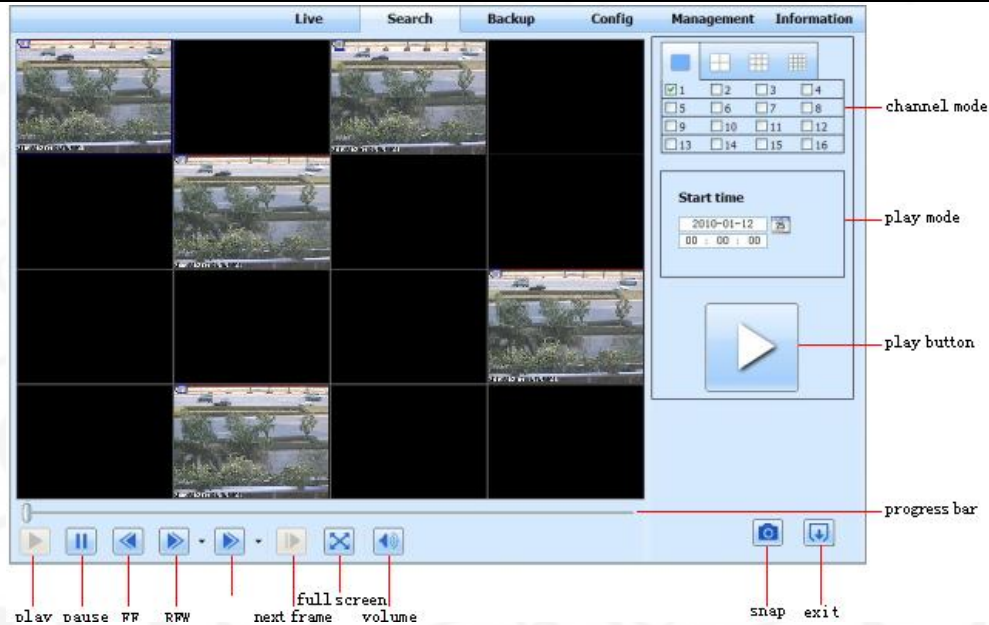 Live Search Backup Config Management Information
1 2 3 4
5 6 7 8
9 10 11 12
13 14 15 16
channel mode
Start time
2010-01-12
25
00 : 00 : 00
play mode
play button
progress bar
play pause FF RFW next frame full screen volume
snap exit